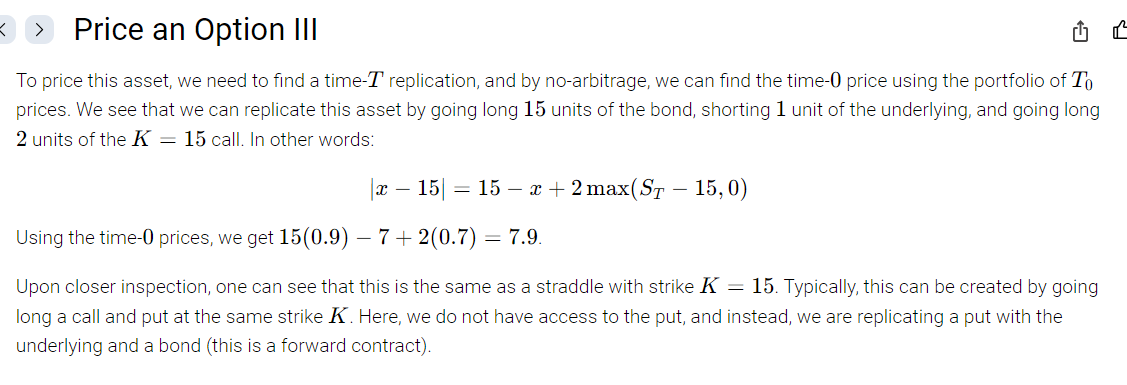 Price an Option III
To price this asset, we need to find a time-T replication, and by no-arbitrage, we can find the time-0 price using the portfolio of T₀
prices. We see that we can replicate this asset by going long 15 units of the bond, shorting 1 unit of the underlying, and going long
2 units of the K = 15 call. In other words:
|x − 15| = 15 − x + 2 max(S_T − 15, 0)
Using the time-0 prices, we get 15(0.9) − 7 + 2(0.7) = 7.9.
Upon closer inspection, one can see that this is the same as a straddle with strike K = 15. Typically, this can be created by going
long a call and put at the same strike K. Here, we do not have access to the put, and instead, we are replicating a put with the
underlying and a bond (this is a forward contract).